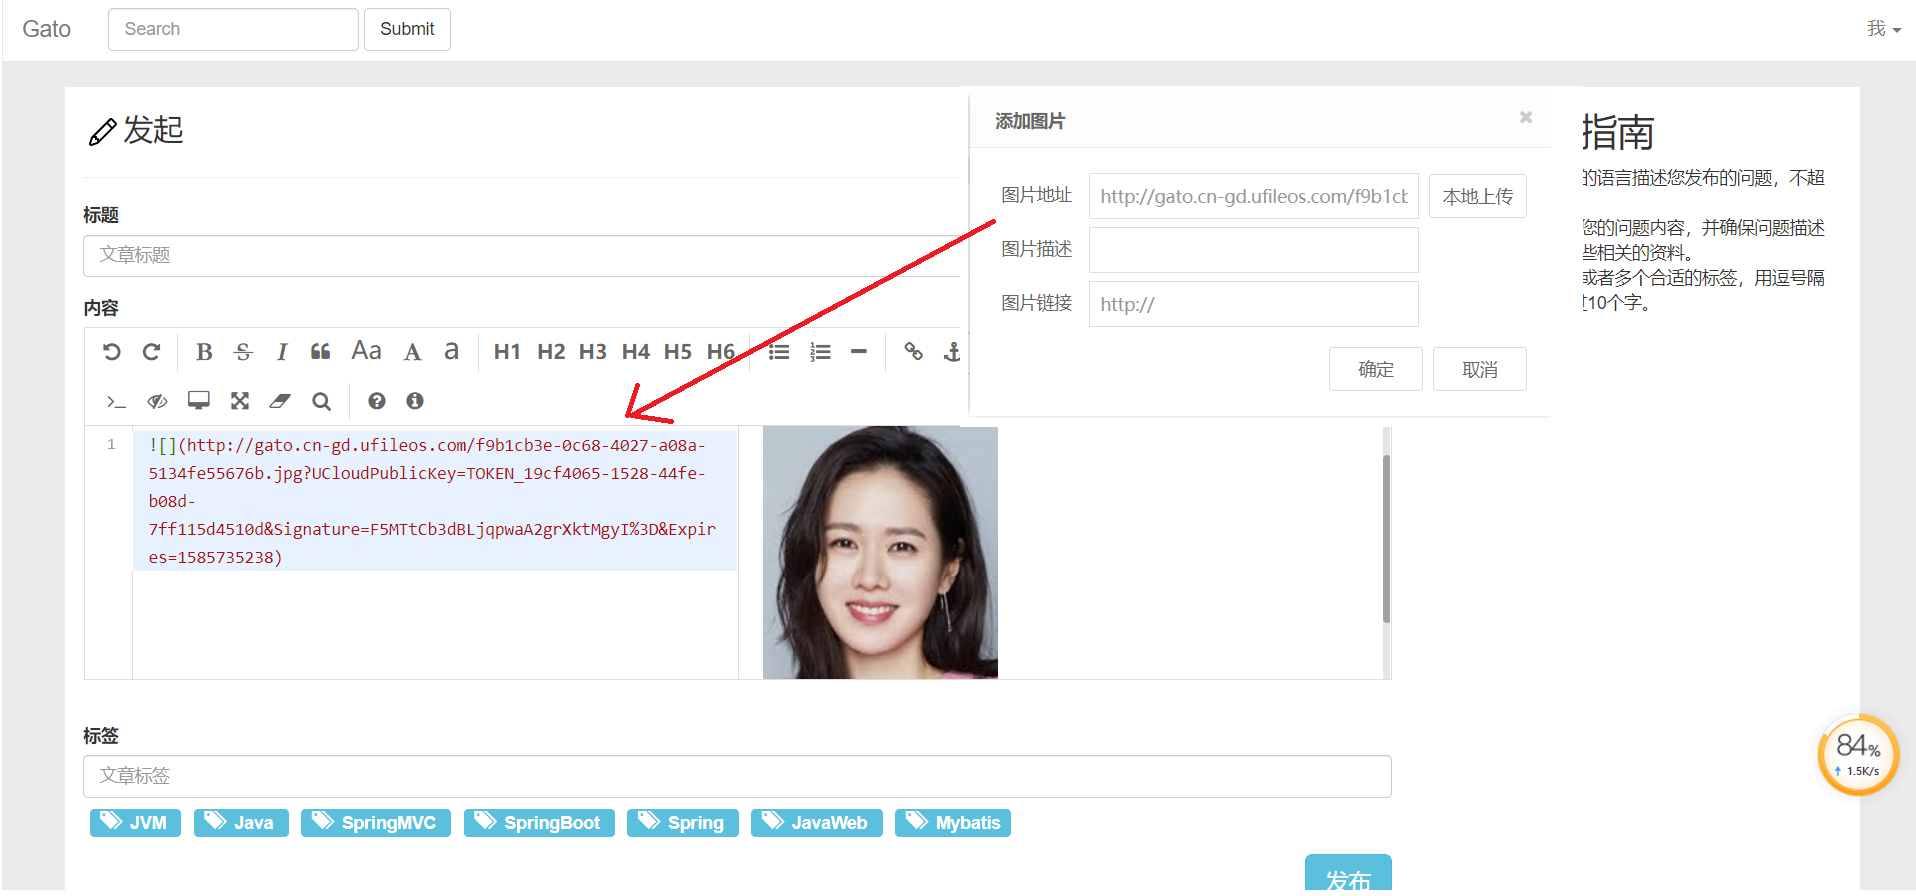 Gato
Search
Submit
我
发起
标题
文章标题
内容
B S I Aa A a H1 H2 H3 H4 H5 H6
1
![](http://gato.cn-gd.ufileos.com/f9b1cb3e-0c68-4027-a08a-
5134fe55676b.jpg?UCloudPublicKey=TOKEN_19cf4065-1528-44fe-
b08d-
7ff115d4510d&Signature=F5MTtCb3dBLjqpwaA2grXktMgyI%3D&Expir
es=1585735238)
添加图片
图片地址
http://gato.cn-gd.ufileos.com/f9b1cb
本地上传
图片描述
图片链接
http://
确定
取消
指南
的语言描述您发布的问题，不超
您的问题内容，并确保问题描述
些相关的资料。
或者多个合适的标签，用逗号隔
10个字。
标签
文章标签
JVM
Java
SpringMVC
SpringBoot
Spring
JavaWeb
Mybatis
发布
84%
1.5K/s